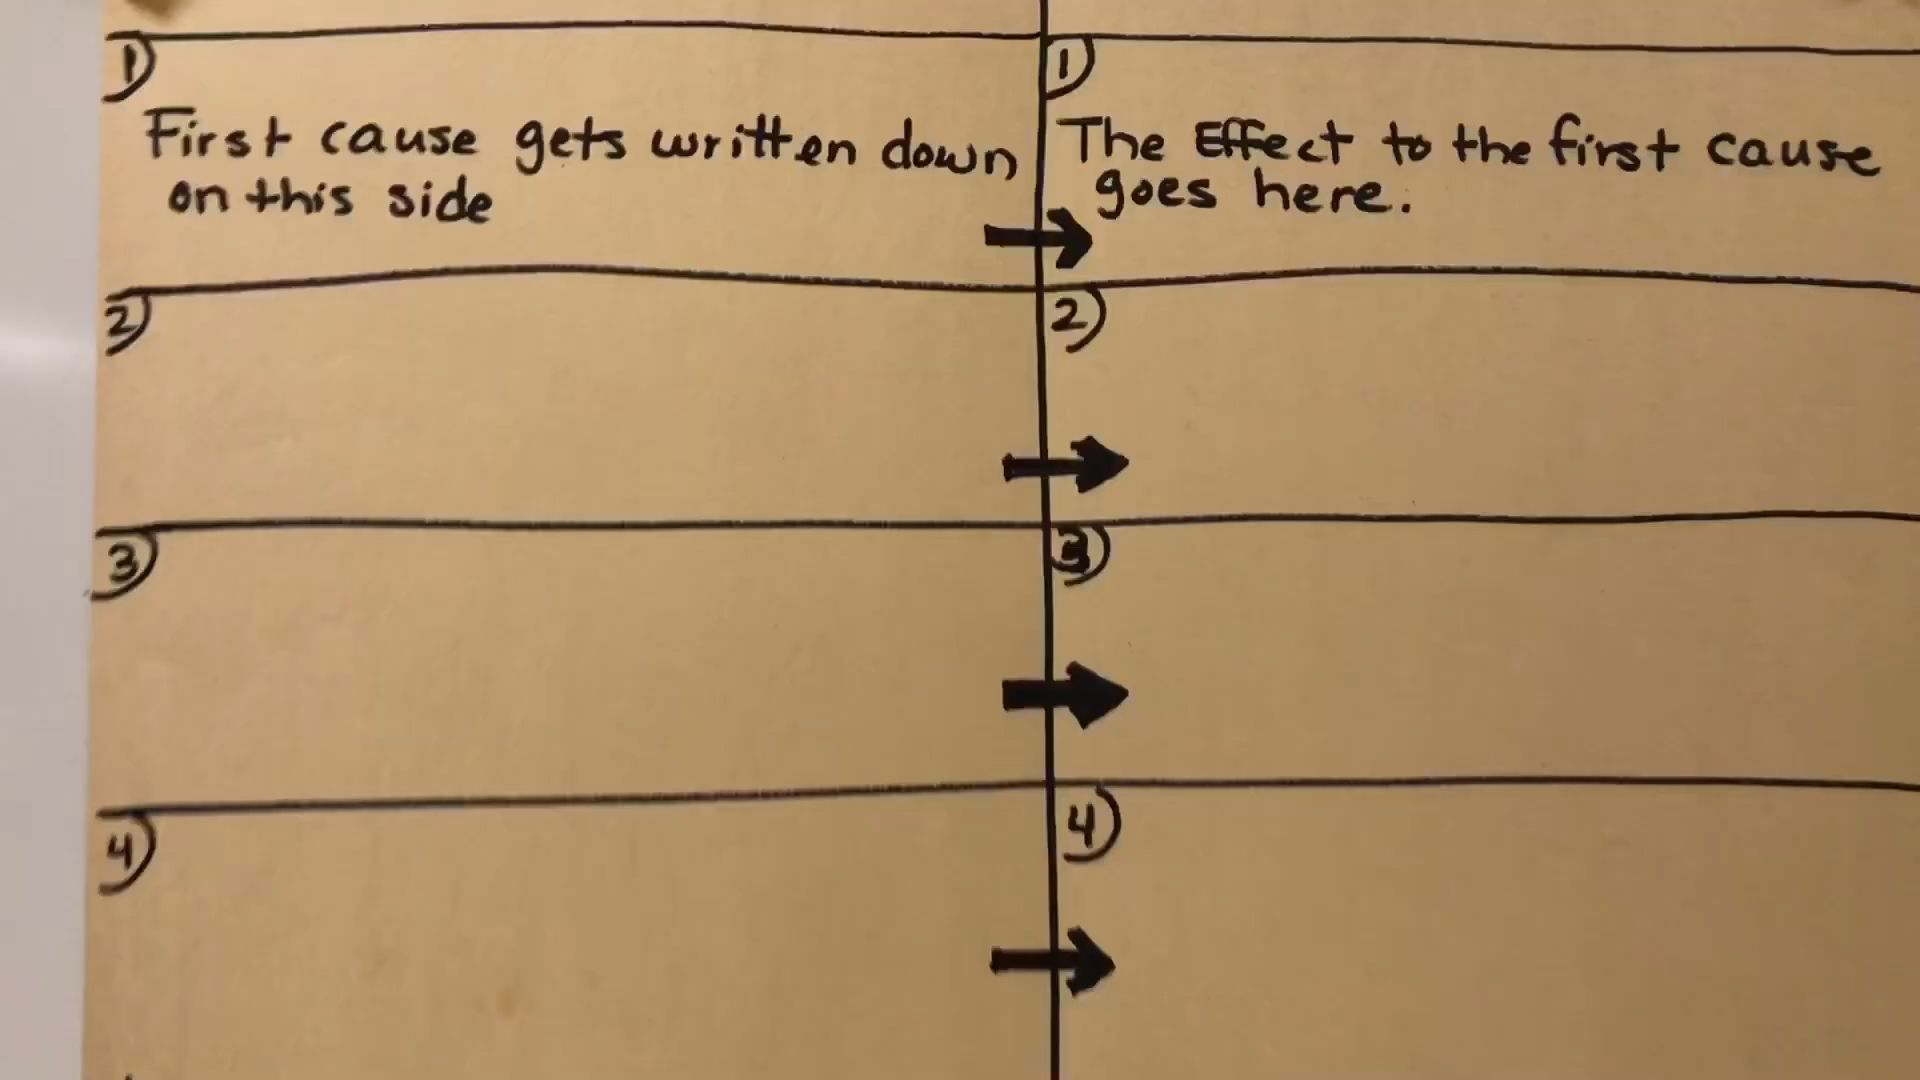 1)
First cause gets written down
on this side
1)
The Effect to the first cause
goes here.
2)
2)
3)
3)
4)
4)